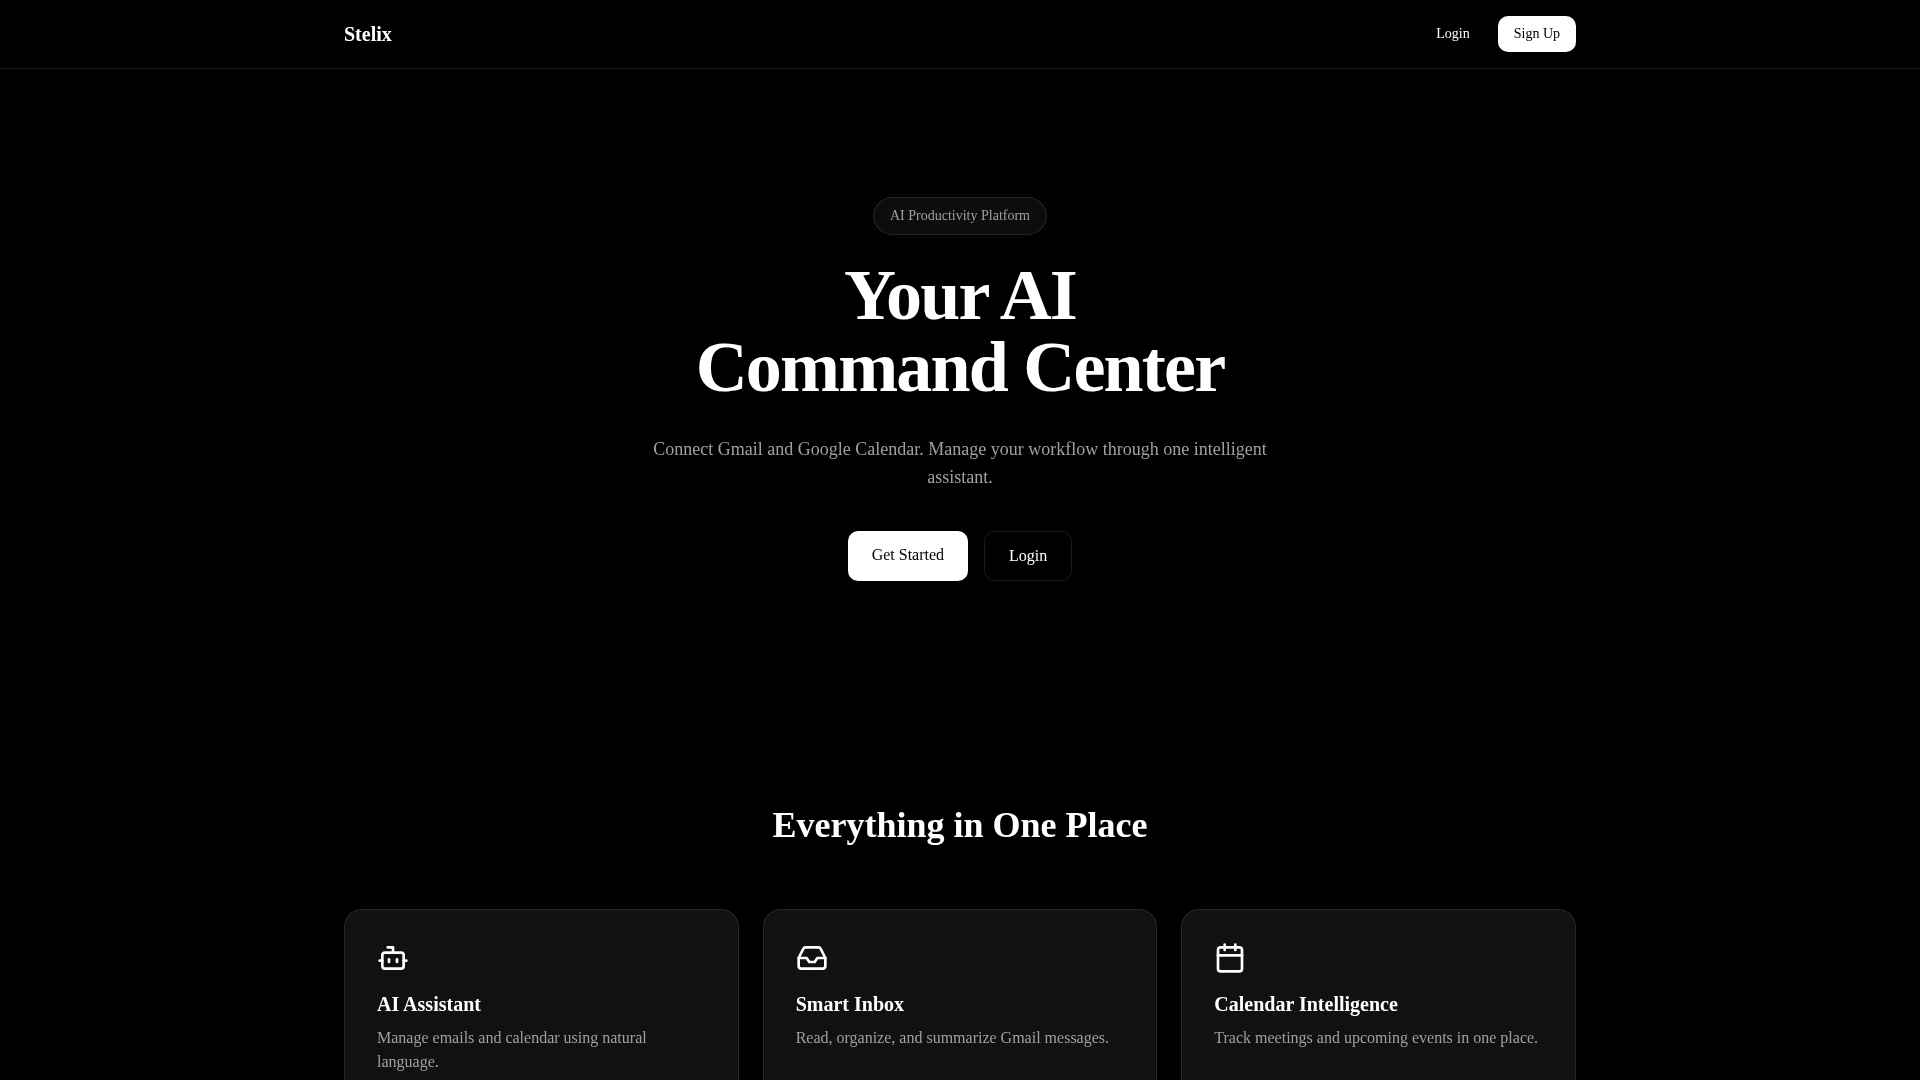 Stelix
Login
Sign Up
AI Productivity Platform
Your AI
Command Center
Connect Gmail and Google Calendar. Manage your workflow through one intelligent
assistant.
Get Started
Login
Everything in One Place
AI Assistant
Manage emails and calendar using natural
language.
Smart Inbox
Read, organize, and summarize Gmail messages.
Calendar Intelligence
Track meetings and upcoming events in one place.